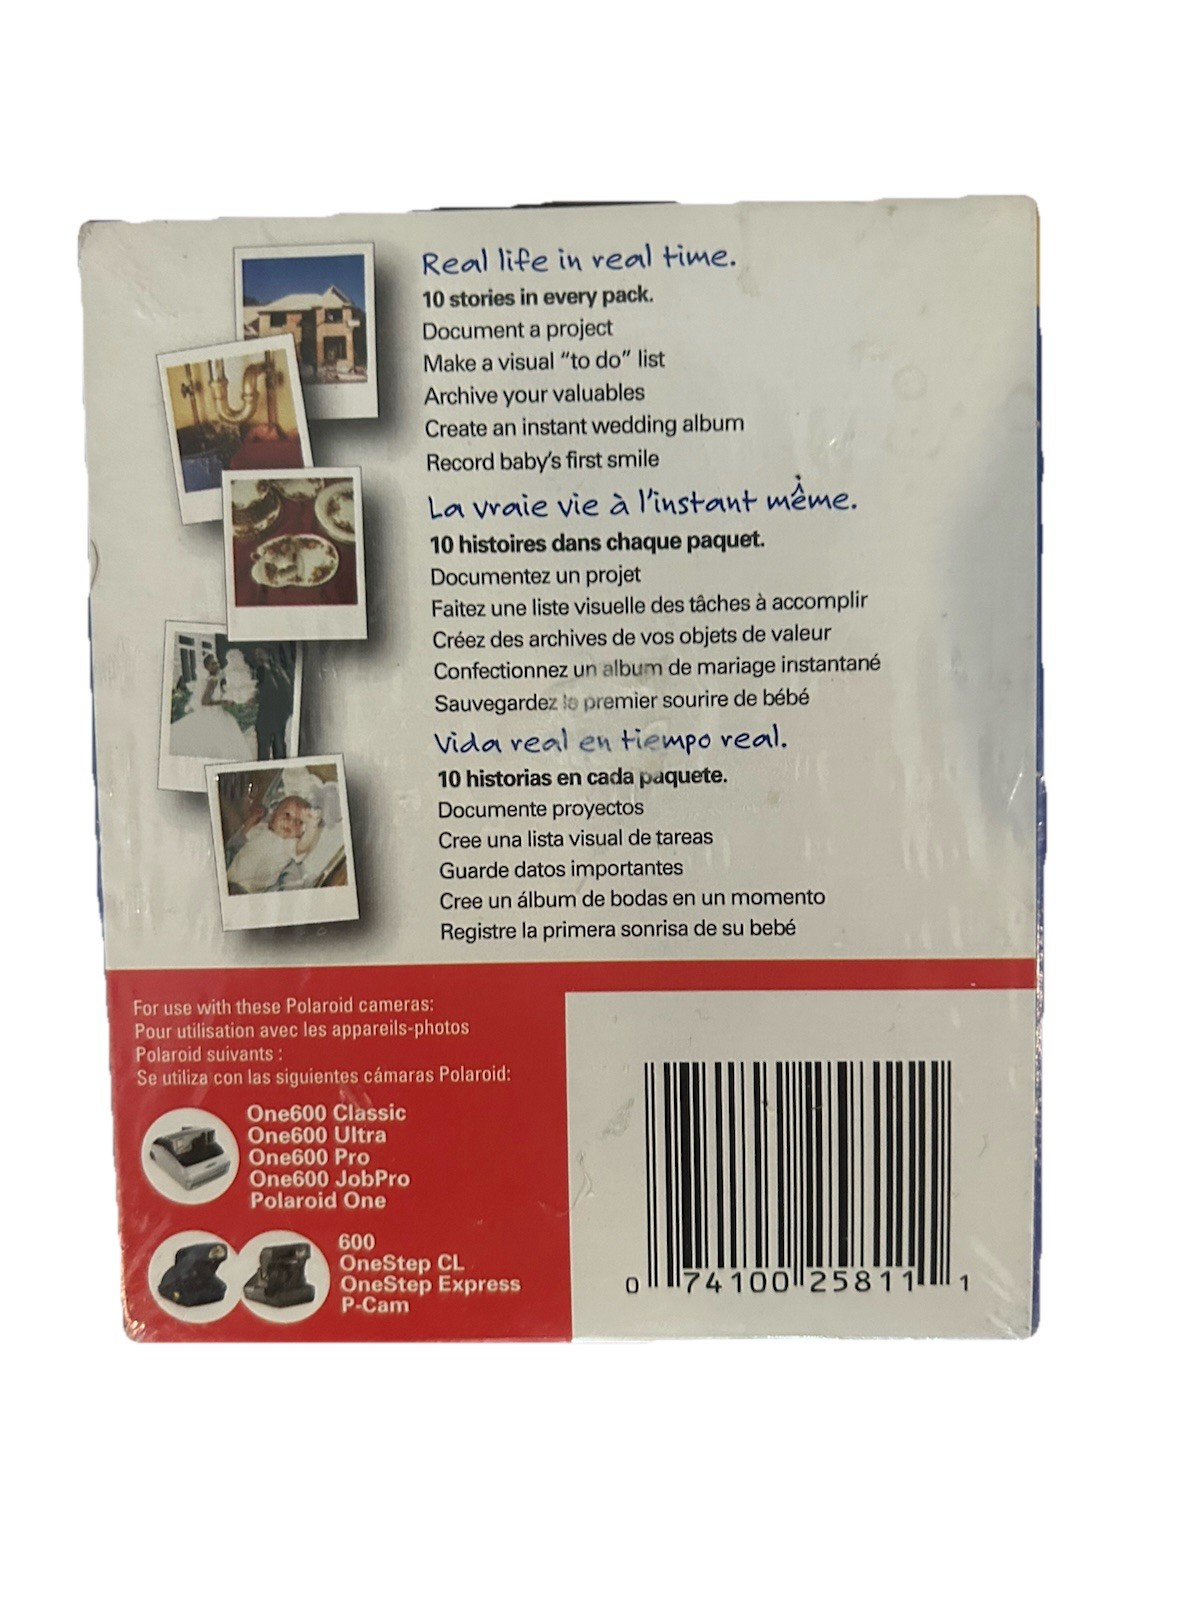 Real life in real time.
10 stories in every pack.
Document a project
Make a visual “to do” list
Archive your valuables
Create an instant wedding album
Record baby’s first smile
La vraie vie à l’instant même.
10 histoires dans chaque paquet.
Documentez un projet
Faitez une liste visuelle des tâches à accomplir
Créez des archives de vos objets de valeur
Confectionnez un album de mariage instantané
Sauvegardez le premier sourire de bébé
Vida real en tiempo real.
10 historias en cada paquete.
Documente proyectos
Cree una lista visual de tareas
Guarde datos importantes
Cree un álbum de bodas en un momento
Registre la primera sonrisa de su bebé
For use with these Polaroid cameras:
Pour utilisation avec les appareils-photos
Polaroid suivants :
Se utiliza con las siguientes cámaras Polaroid:
One600 Classic
One600 Ultra
One600 Pro
One600 JobPro
Polaroid One
600
OneStep CL
OneStep Express
P-Cam
0 74100 25811 1